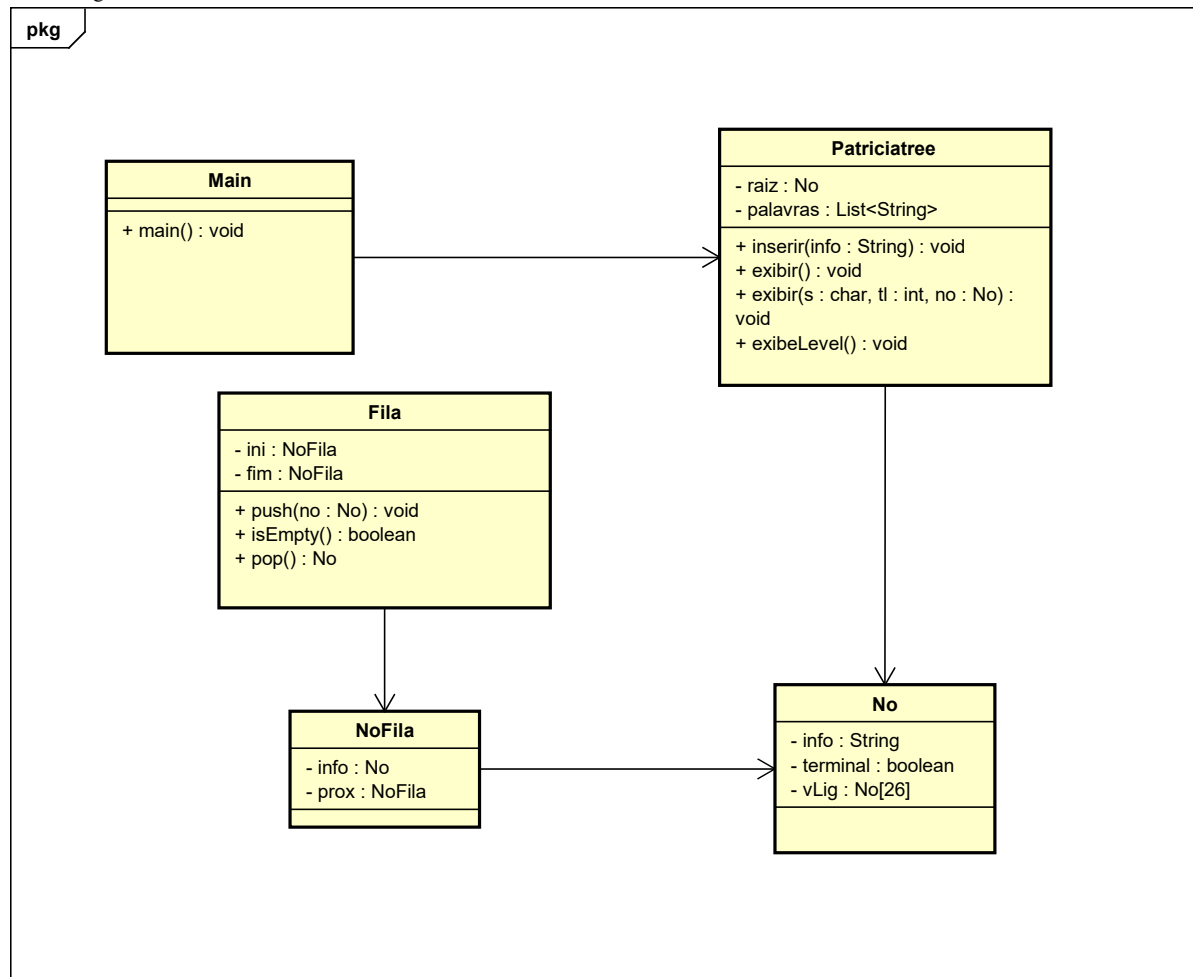 pkg
Main
+ main() : void
Patriciatree
- raiz : No
- palavras : List<String>
+ inserir(info : String) : void
+ exibir() : void
+ exibir(s : char, tl : int, no : No) :
void
+ exibeLevel() : void
Fila
- ini : NoFila
- fim : NoFila
+ push(no : No) : void
+ isEmpty() : boolean
+ pop() : No
NoFila
- info : No
- prox : NoFila
No
- info : String
- terminal : boolean
- vLig : No[26]